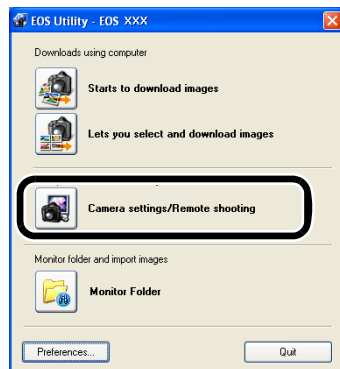 EOS Utility - EOS XXX
Downloads using computer
Starts to download images
Lets you select and download images
Camera settings/Remote shooting
Monitor folder and import images
Monitor Folder
Preferences...
Quit